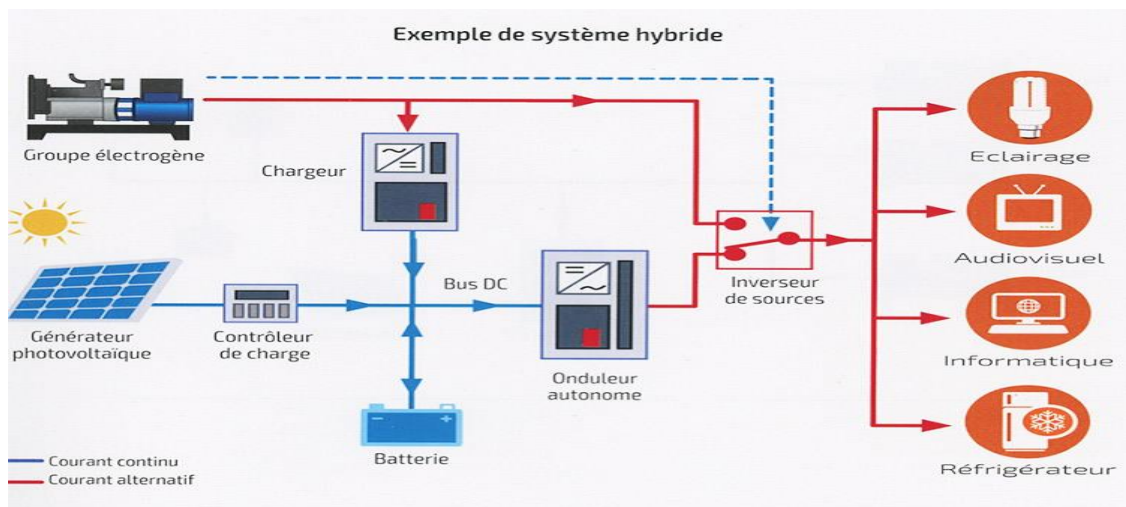 Exemple de système hybride
Groupe électrogène
Chargeur
Eclairage
Audiovisuel
Bus DC
Inverseur
de sources
Générateur
photovoltaïque
Contrôleur
de charge
Onduleur
autonome
Informatique
Batterie
Réfrigérateur
Courant continu
Courant alternatif